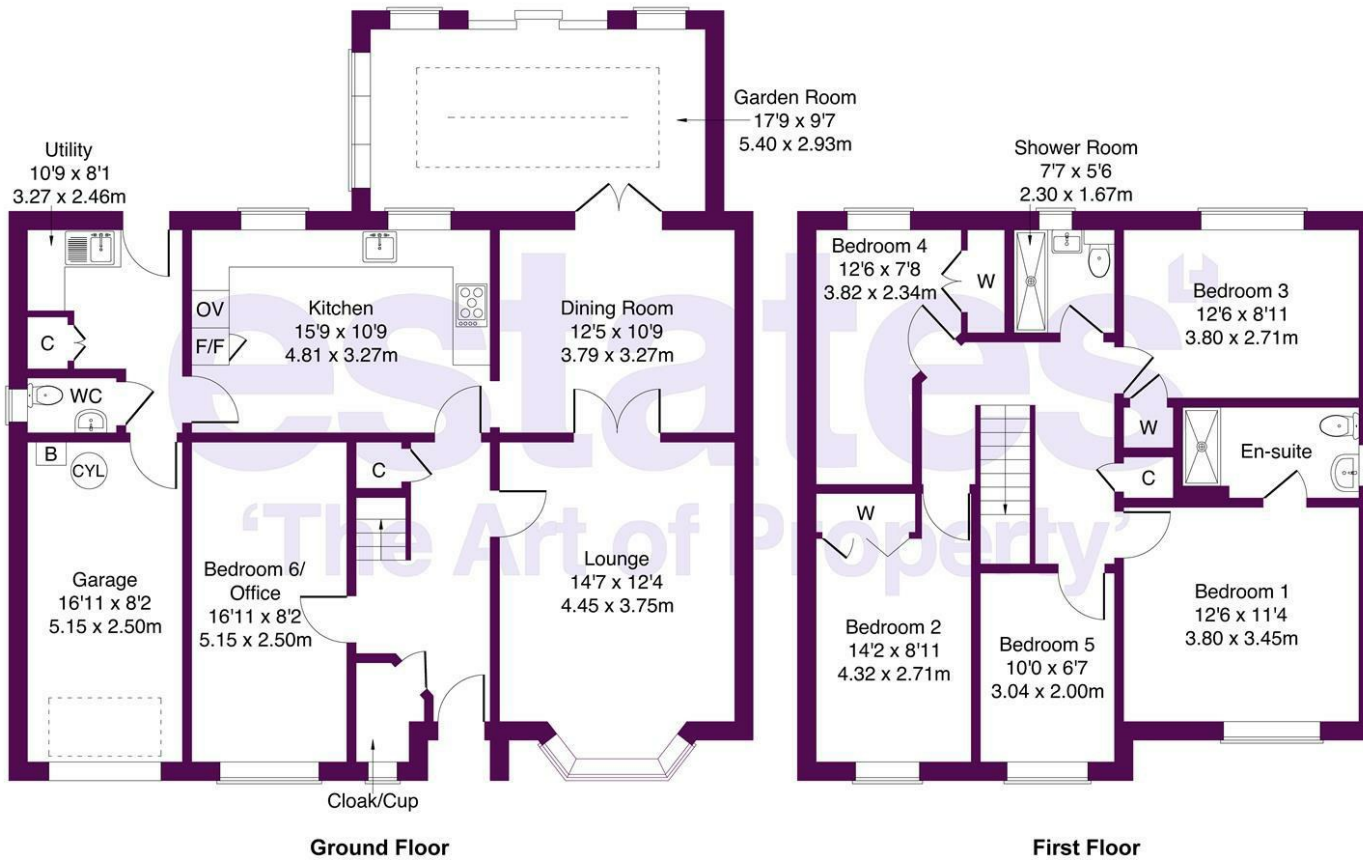 Garden Room
17'9 x 9'7
5.40 x 2.93m
Utility
10'9 x 8'1
3.27 x 2.46m
OV
F/F
Kitchen
15'9 x 10'9
4.81 x 3.27m
Dining Room
12'5 x 10'9
3.79 x 3.27m
C
WC
B
CYL
C
Garage
16'11 x 8'2
5.15 x 2.50m
Bedroom 6/
Office
16'11 x 8'2
5.15 x 2.50m
Lounge
14'7 x 12'4
4.45 x 3.75m
Cloak/Cup
Ground Floor
Shower Room
7'7 x 5'6
2.30 x 1.67m
Bedroom 4
12'6 x 7'8
3.82 x 2.34m
W
Bedroom 3
12'6 x 8'11
3.80 x 2.71m
W
En-suite
C
W
Bedroom 2
14'2 x 8'11
4.32 x 2.71m
Bedroom 5
10'0 x 6'7
3.04 x 2.00m
Bedroom 1
12'6 x 11'4
3.80 x 3.45m
First Floor
estates
'The Art of Property'